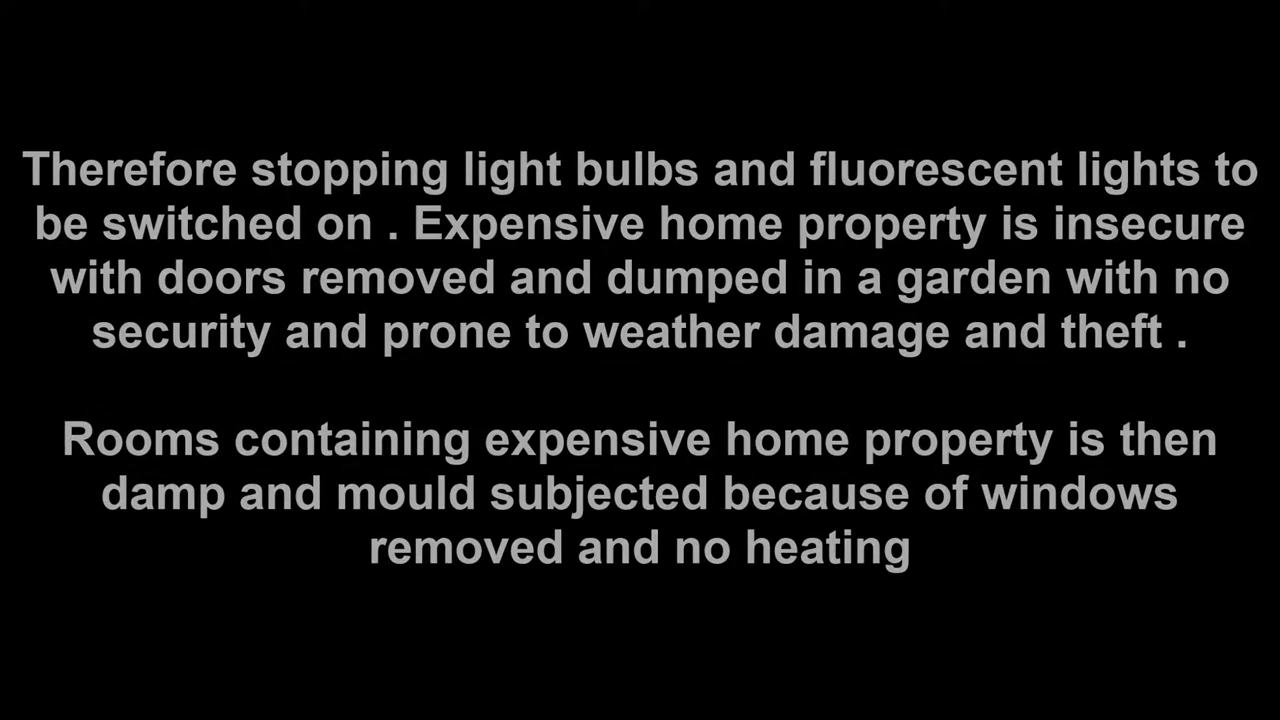 Therefore stopping light bulbs and fluorescent lights to
be switched on . Expensive home property is insecure
with doors removed and dumped in a garden with no
security and prone to weather damage and theft .
Rooms containing expensive home property is then
damp and mould subjected because of windows
removed and no heating